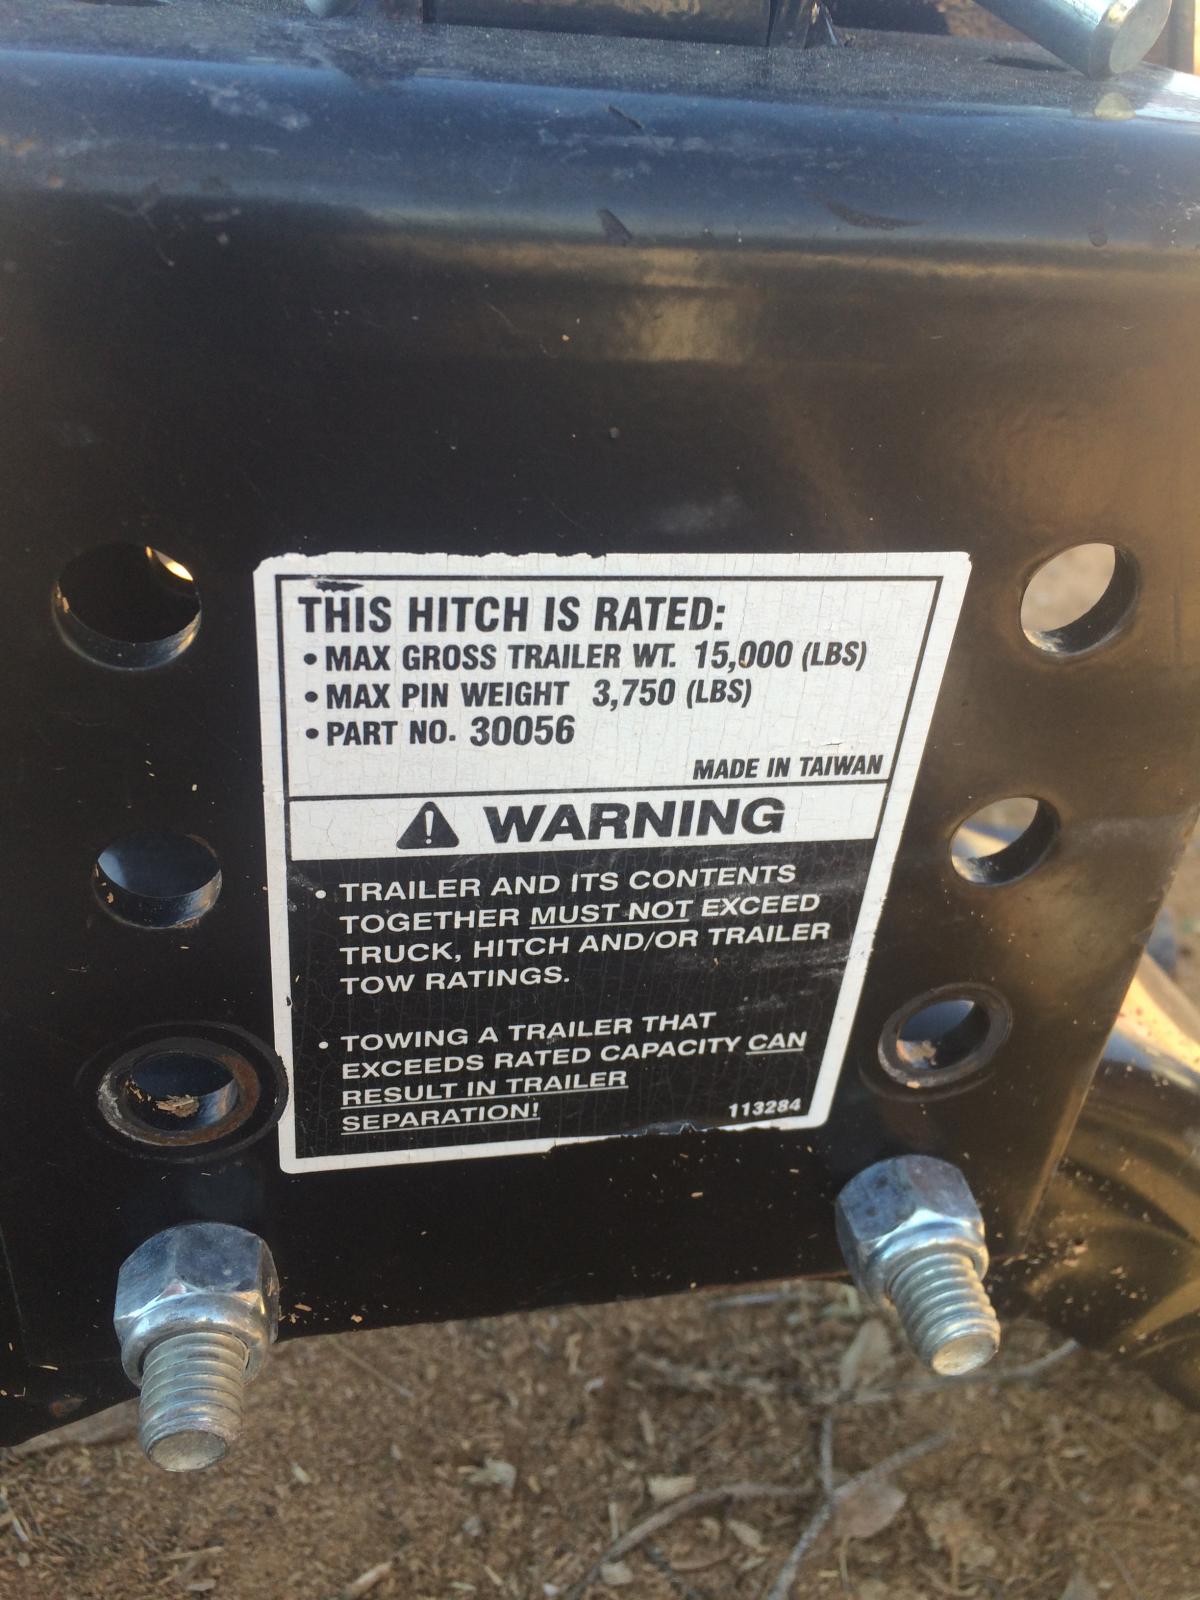 THIS HITCH IS RATED:
• MAX GROSS TRAILER WT. 15,000 (LBS)
• MAX PIN WEIGHT 3,750 (LBS)
• PART NO. 30056
MADE IN TAIWAN
WARNING
• TRAILER AND ITS CONTENTS
TOGETHER MUST NOT EXCEED
TRUCK, HITCH AND/OR TRAILER
TOW RATINGS.
• TOWING A TRAILER THAT
EXCEEDS RATED CAPACITY CAN
RESULT IN TRAILER
SEPARATION!
113284